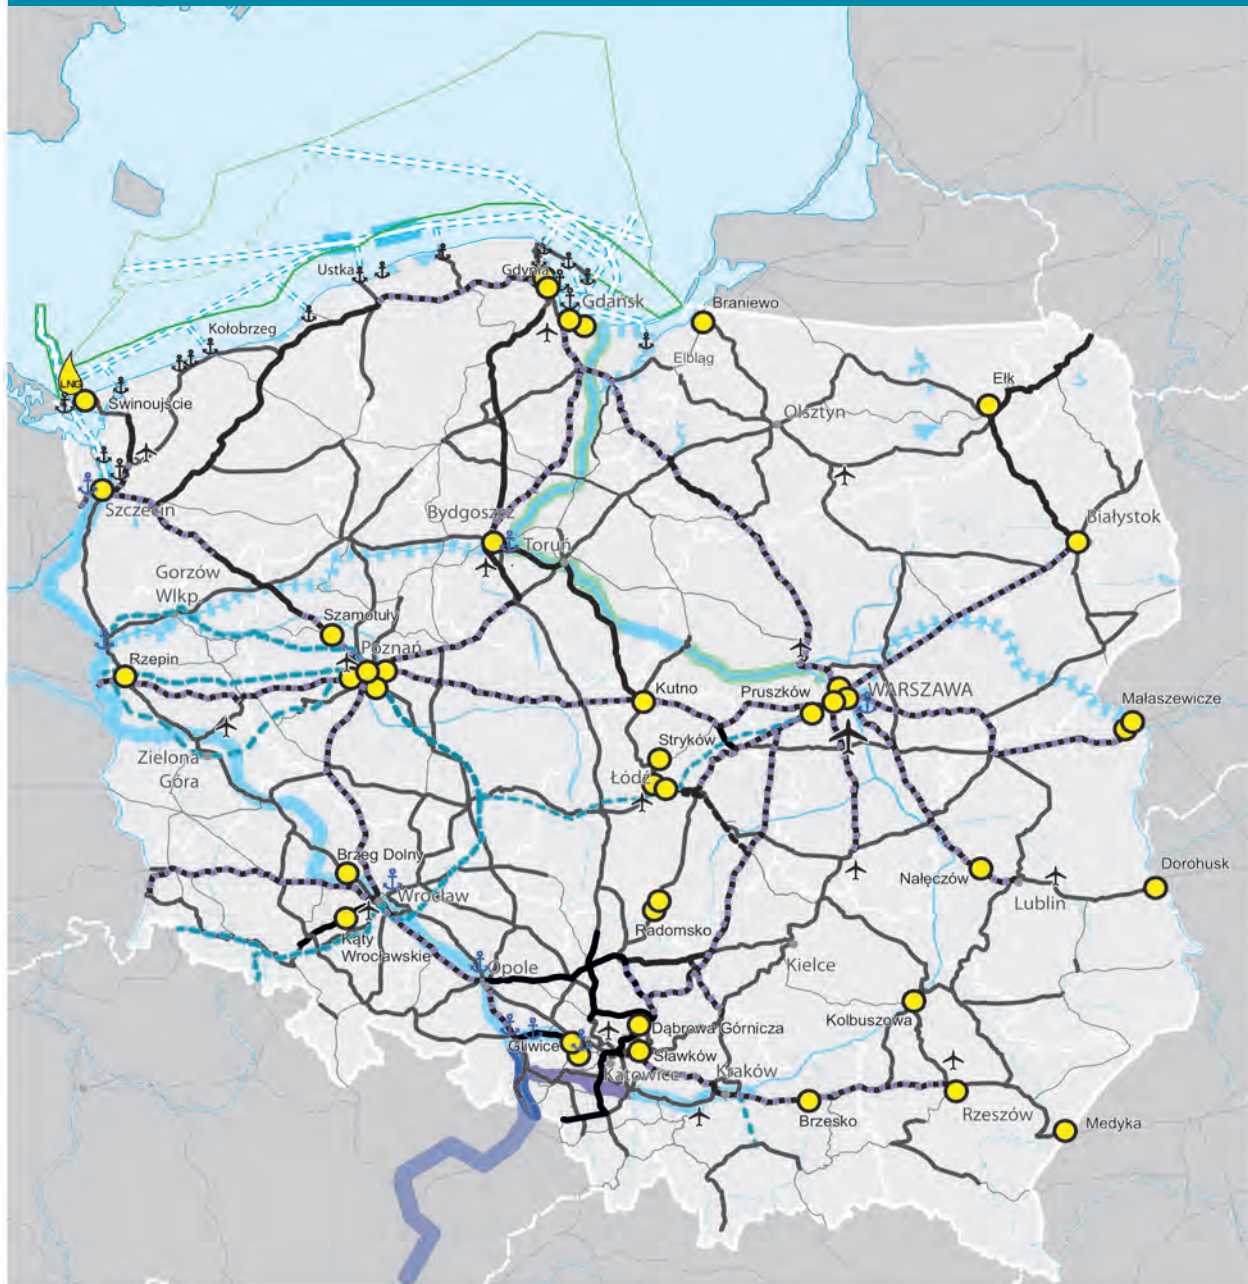 Ustka
Gdynia
Gdańsk
Braniewo
Kołobrzeg
Elbląg
LNG
Świnoujście
Ełk
Olsztyn
Szczecin
Bydgoszcz
Toruń
Białystok
Gorzów
Wlkp.
Szamotuły
Poznań
Rzepin
Kutno
Pruszków
WARSZAWA
Małaszewicze
Stryków
Zielona
Góra
Łódź
Brzeg Dolny
Wrocław
Nałęczów
Dorohusk
Lublin
Radomsko
Kąty
Wrocławskie
Opole
Kielce
Kolbuszowa
Dąbrowa Górnicza
Gliwice
Sławków
Katowice
Kraków
Brzesko
Rzeszów
Medyka